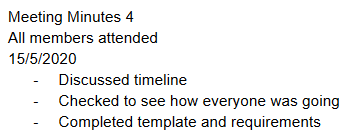 Meeting Minutes 4
All members attended
15/5/2020
- Discussed timeline
- Checked to see how everyone was going
- Completed template and requirements